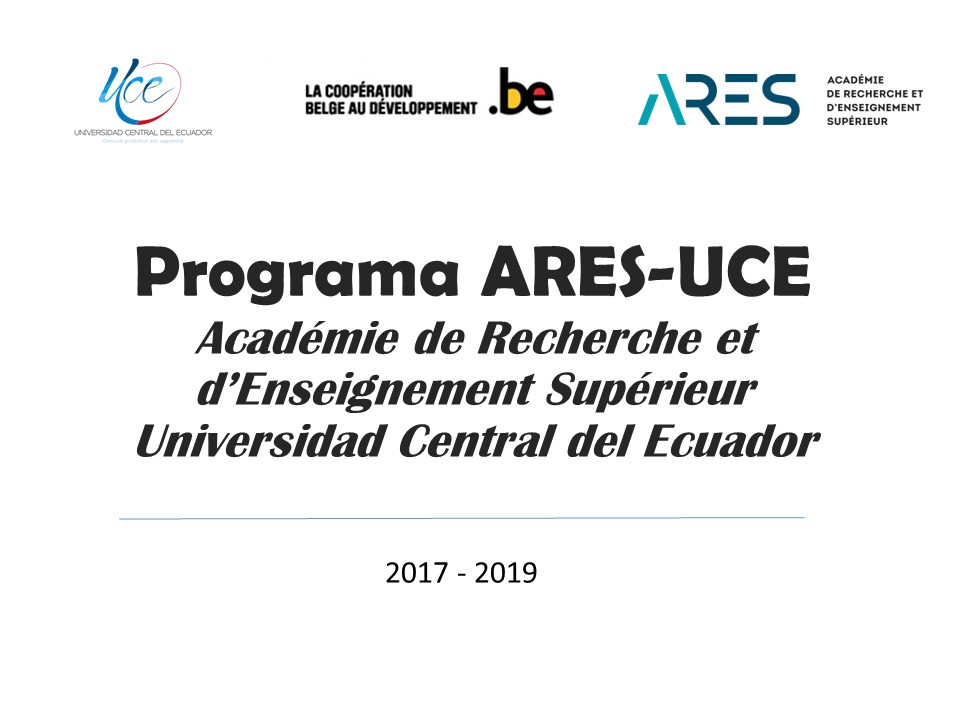 Uce
UNIVERSIDAD CENTRAL DEL ECUADOR
Omnium potentior est sapientia
LA COOPÉRATION
BELGE AU DÉVELOPPEMENT
.be
ARES
ACADÉMIE
DE RECHERCHE ET
D'ENSEIGNEMENT
SUPÉRIEUR
Programa ARES-UCE
Académie de Recherche et
d’Enseignement Supérieur
Universidad Central del Ecuador
2017 - 2019